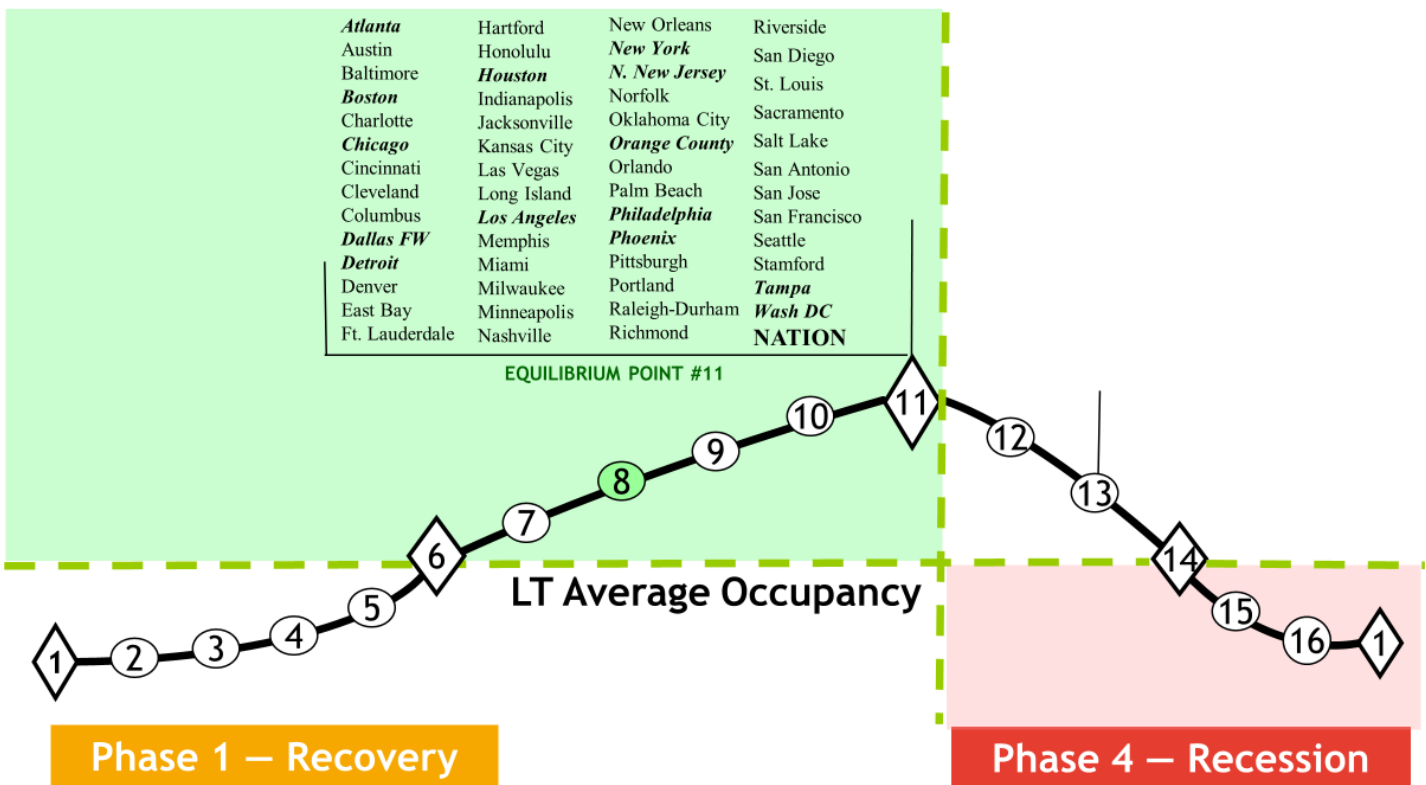 Atlanta
Austin
Baltimore
Boston
Charlotte
Chicago
Cincinnati
Cleveland
Columbus
Dallas FW
Detroit
Denver
East Bay
Ft. Lauderdale
Hartford
Honolulu
Houston
Indianapolis
Jacksonville
Kansas City
Las Vegas
Long Island
Los Angeles
Memphis
Miami
Milwaukee
Minneapolis
Nashville
New Orleans
New York
N. New Jersey
Norfolk
Oklahoma City
Orange County
Orlando
Palm Beach
Philadelphia
Phoenix
Pittsburgh
Portland
Raleigh-Durham
Richmond
Riverside
San Diego
St. Louis
Sacramento
Salt Lake
San Antonio
San Jose
San Francisco
Seattle
Stamford
Tampa
Wash DC
NATION
EQUILIBRIUM POINT #11
1
2
3
4
5
6
7
8
9
10
11
12
13
14
15
16
1
LT Average Occupancy
Phase 1 — Recovery
Phase 4 — Recession